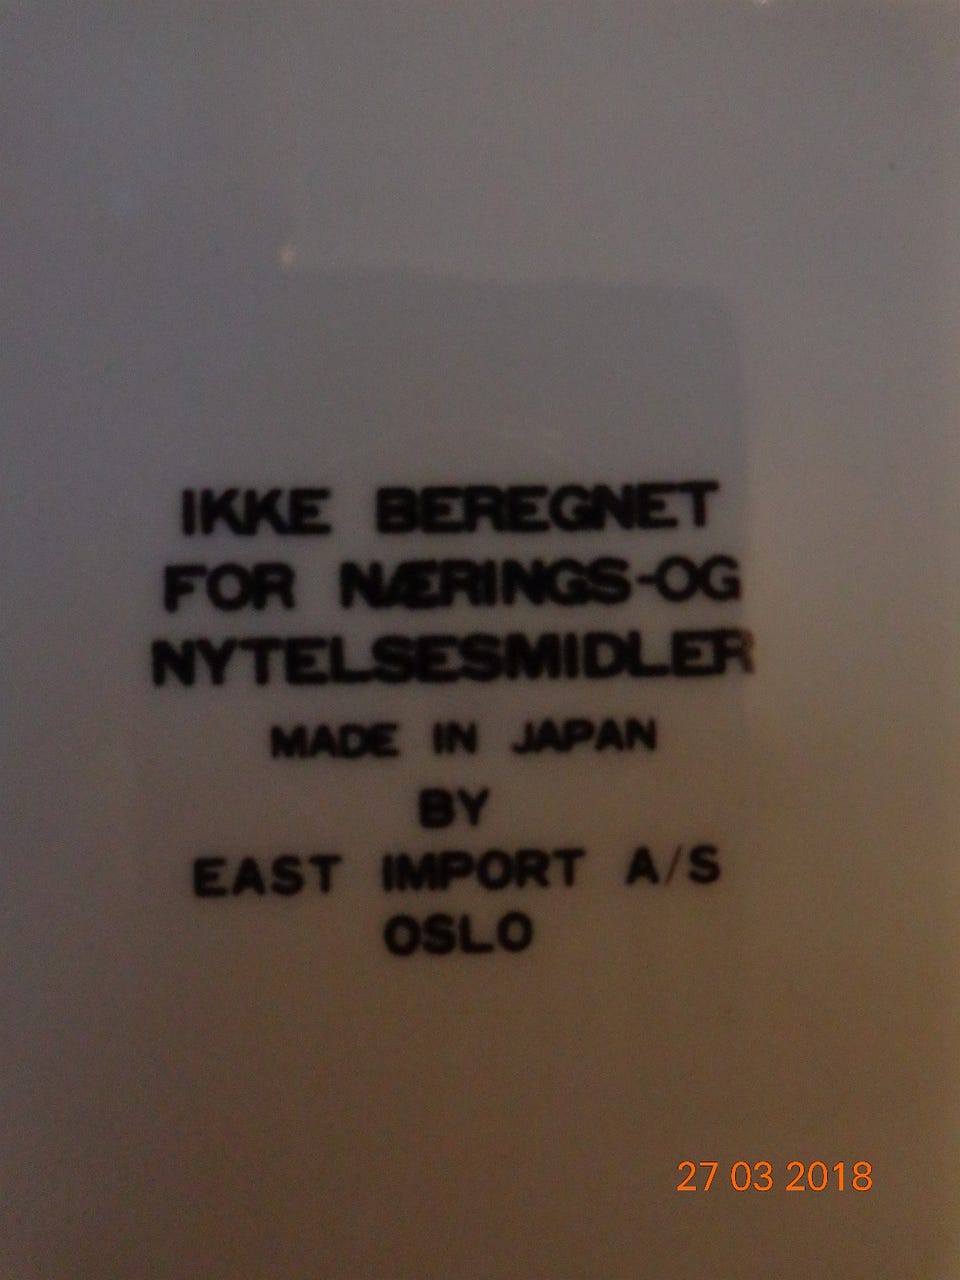 IKKE BEREGNET
FOR NÆRINGS-OG
NYTELSESMIDLER
MADE IN JAPAN
BY
EAST IMPORT A/S
OSLO
27 03 2018